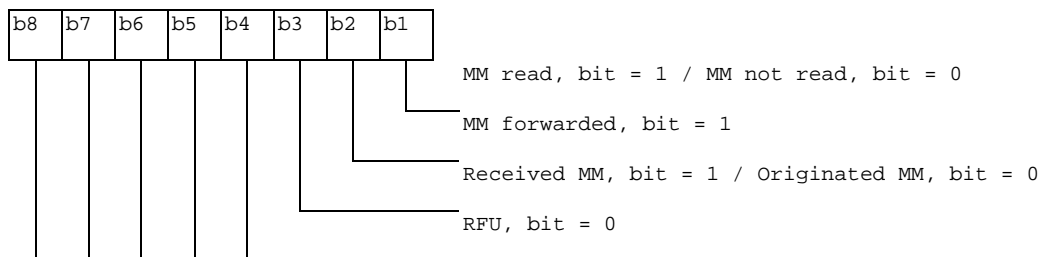 b8 b7 b6 b5 b4 b3 b2 b1
MM read, bit = 1 / MM not read, bit = 0
MM forwarded, bit = 1
Received MM, bit = 1 / Originated MM, bit = 0
RFU, bit = 0